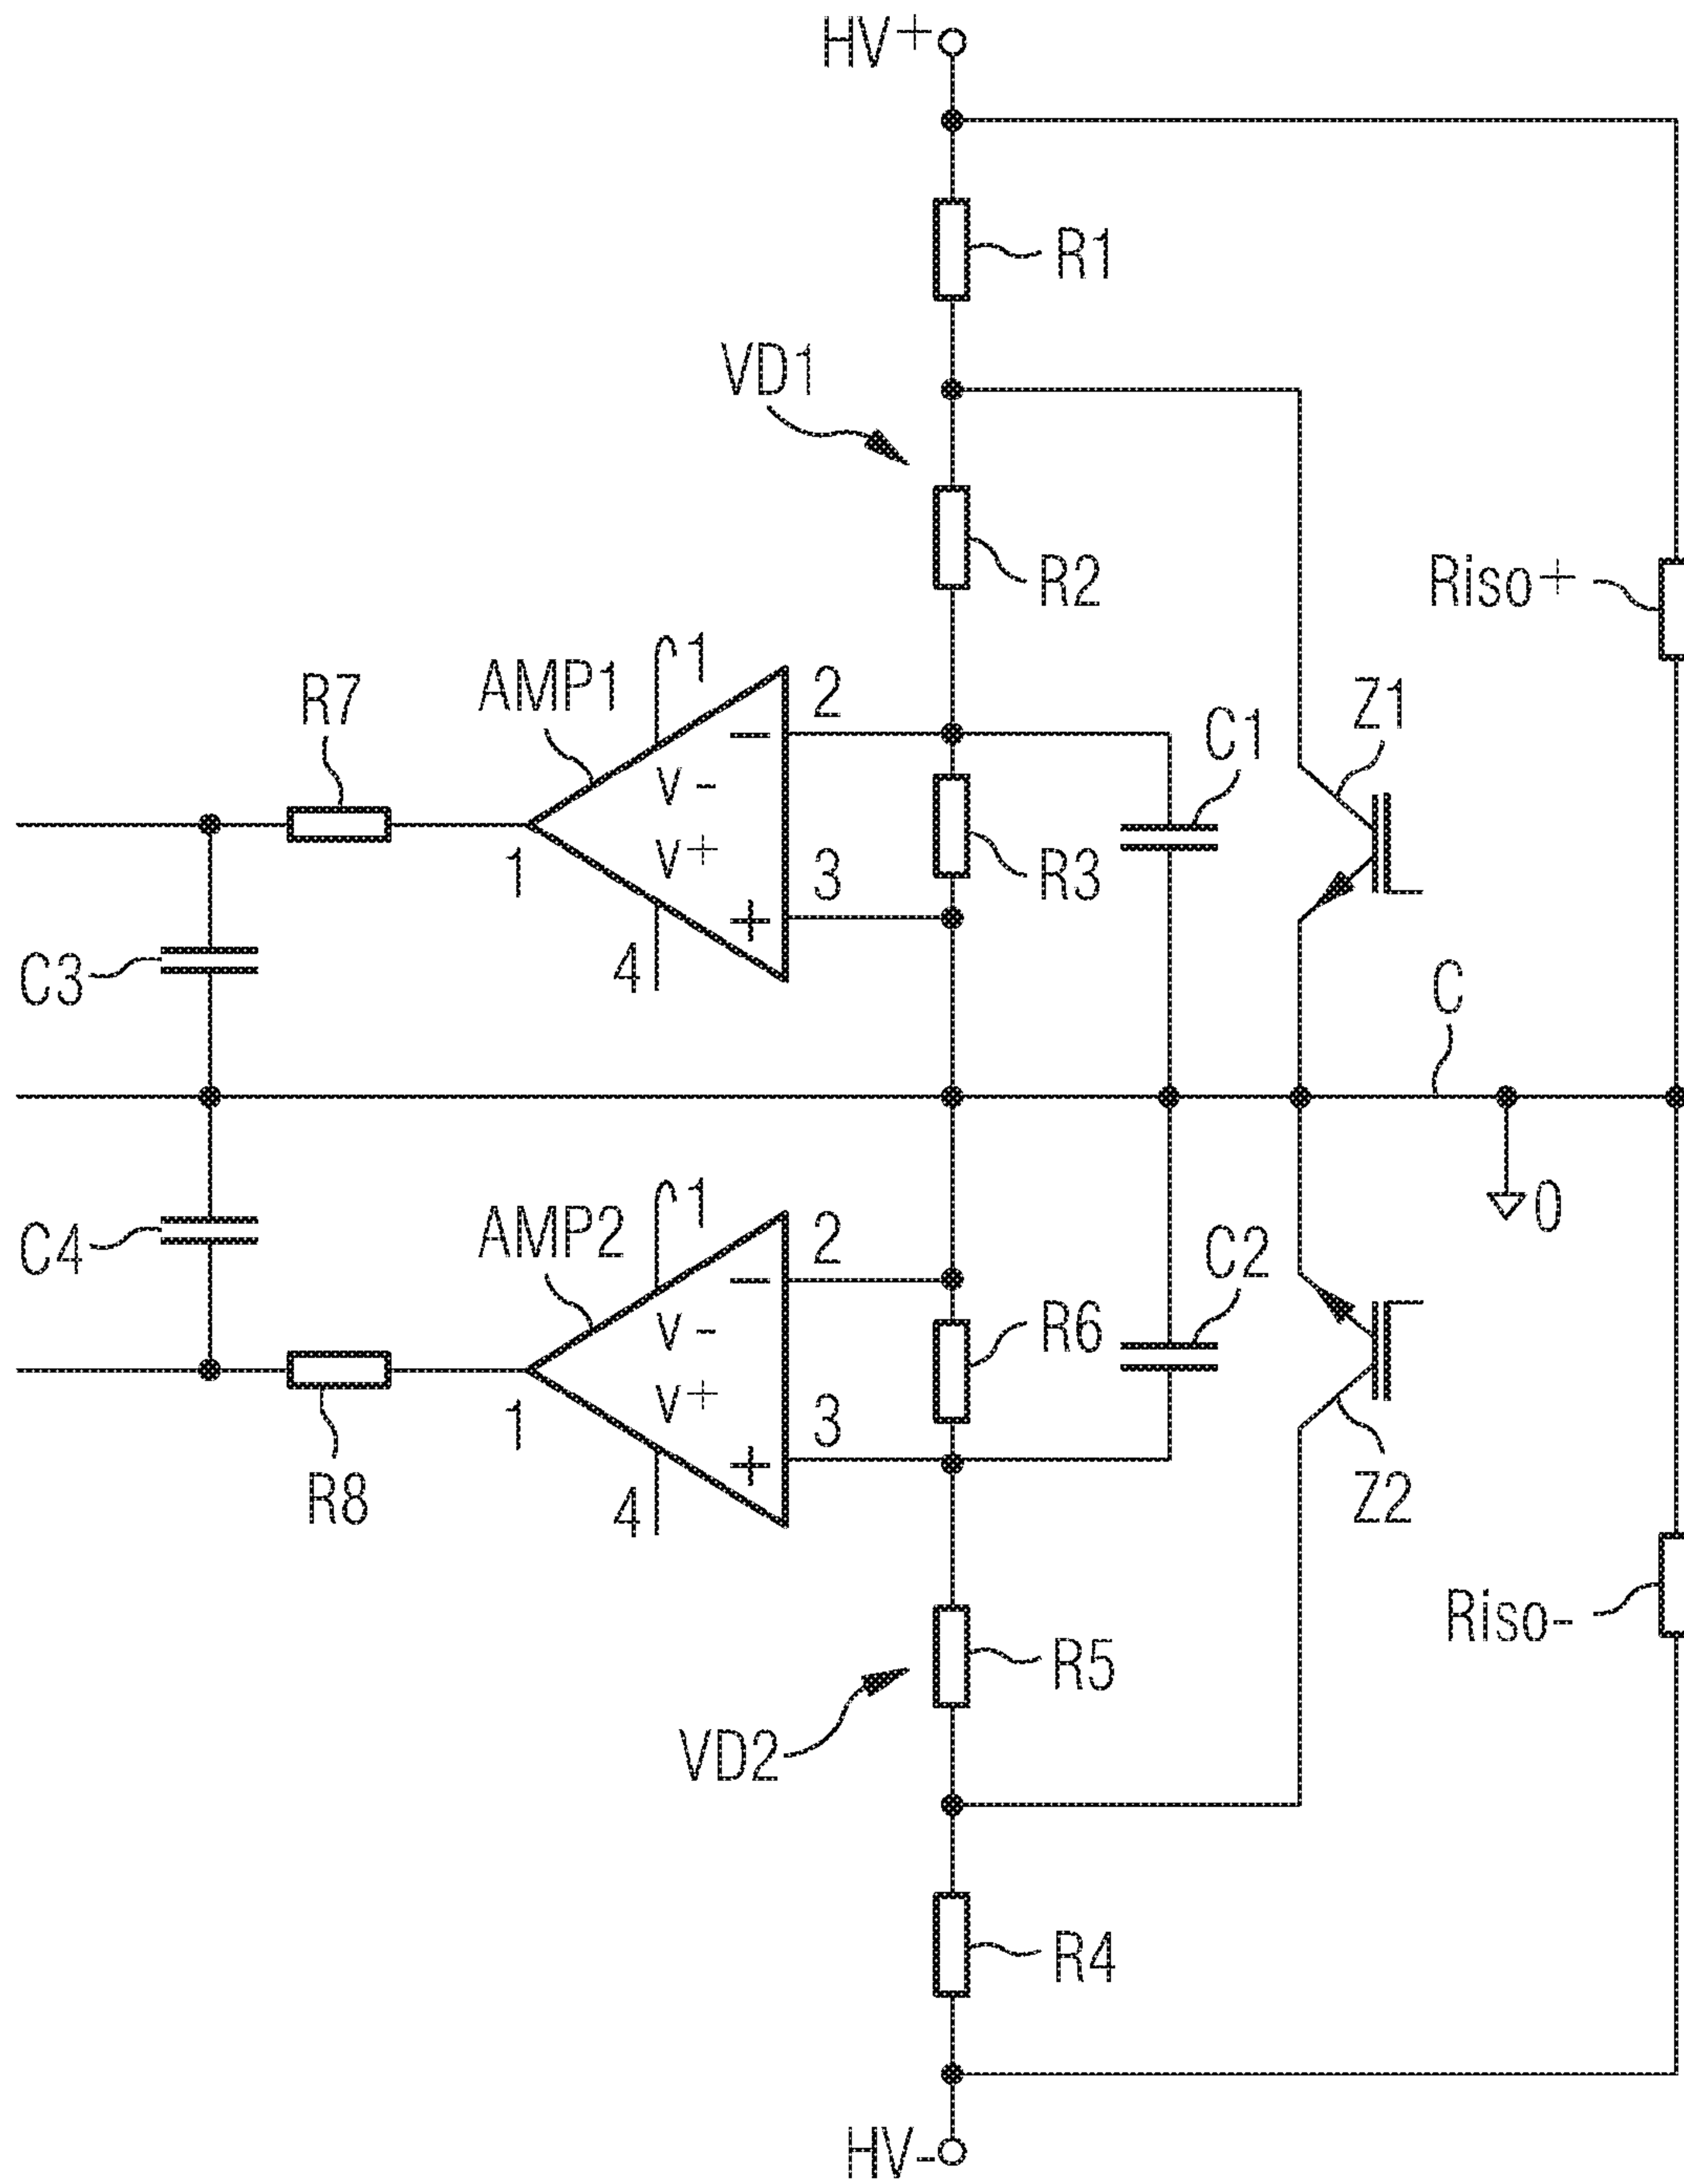 HV+
R1
VD1
R2
Riso+
1
AMP1
2
R7
Z1
C1
V-
V+
R3
1
3
4
C3
C
0
1
AMP2
2
C4
C2
V-
R6
V+
1
3
4
R8
Z2
Riso-
R5
VD2
R4
HV-